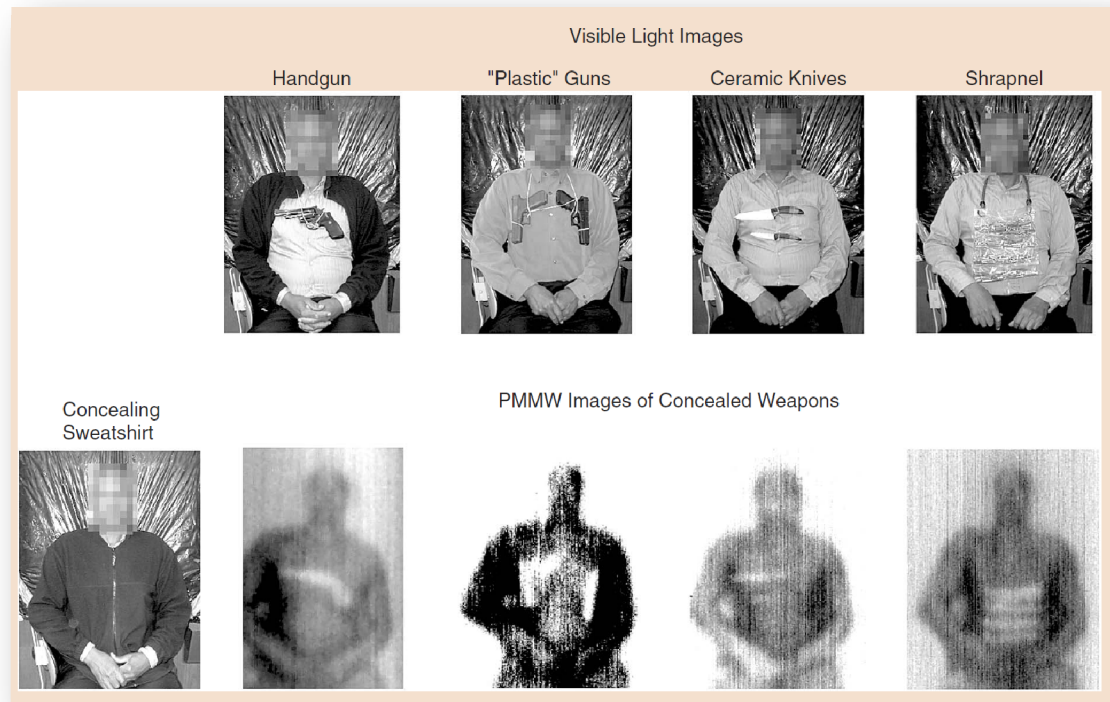 Visible Light Images
Handgun
"Plastic" Guns
Ceramic Knives
Shrapnel
PMMW Images of Concealed Weapons
Concealing
Sweatshirt